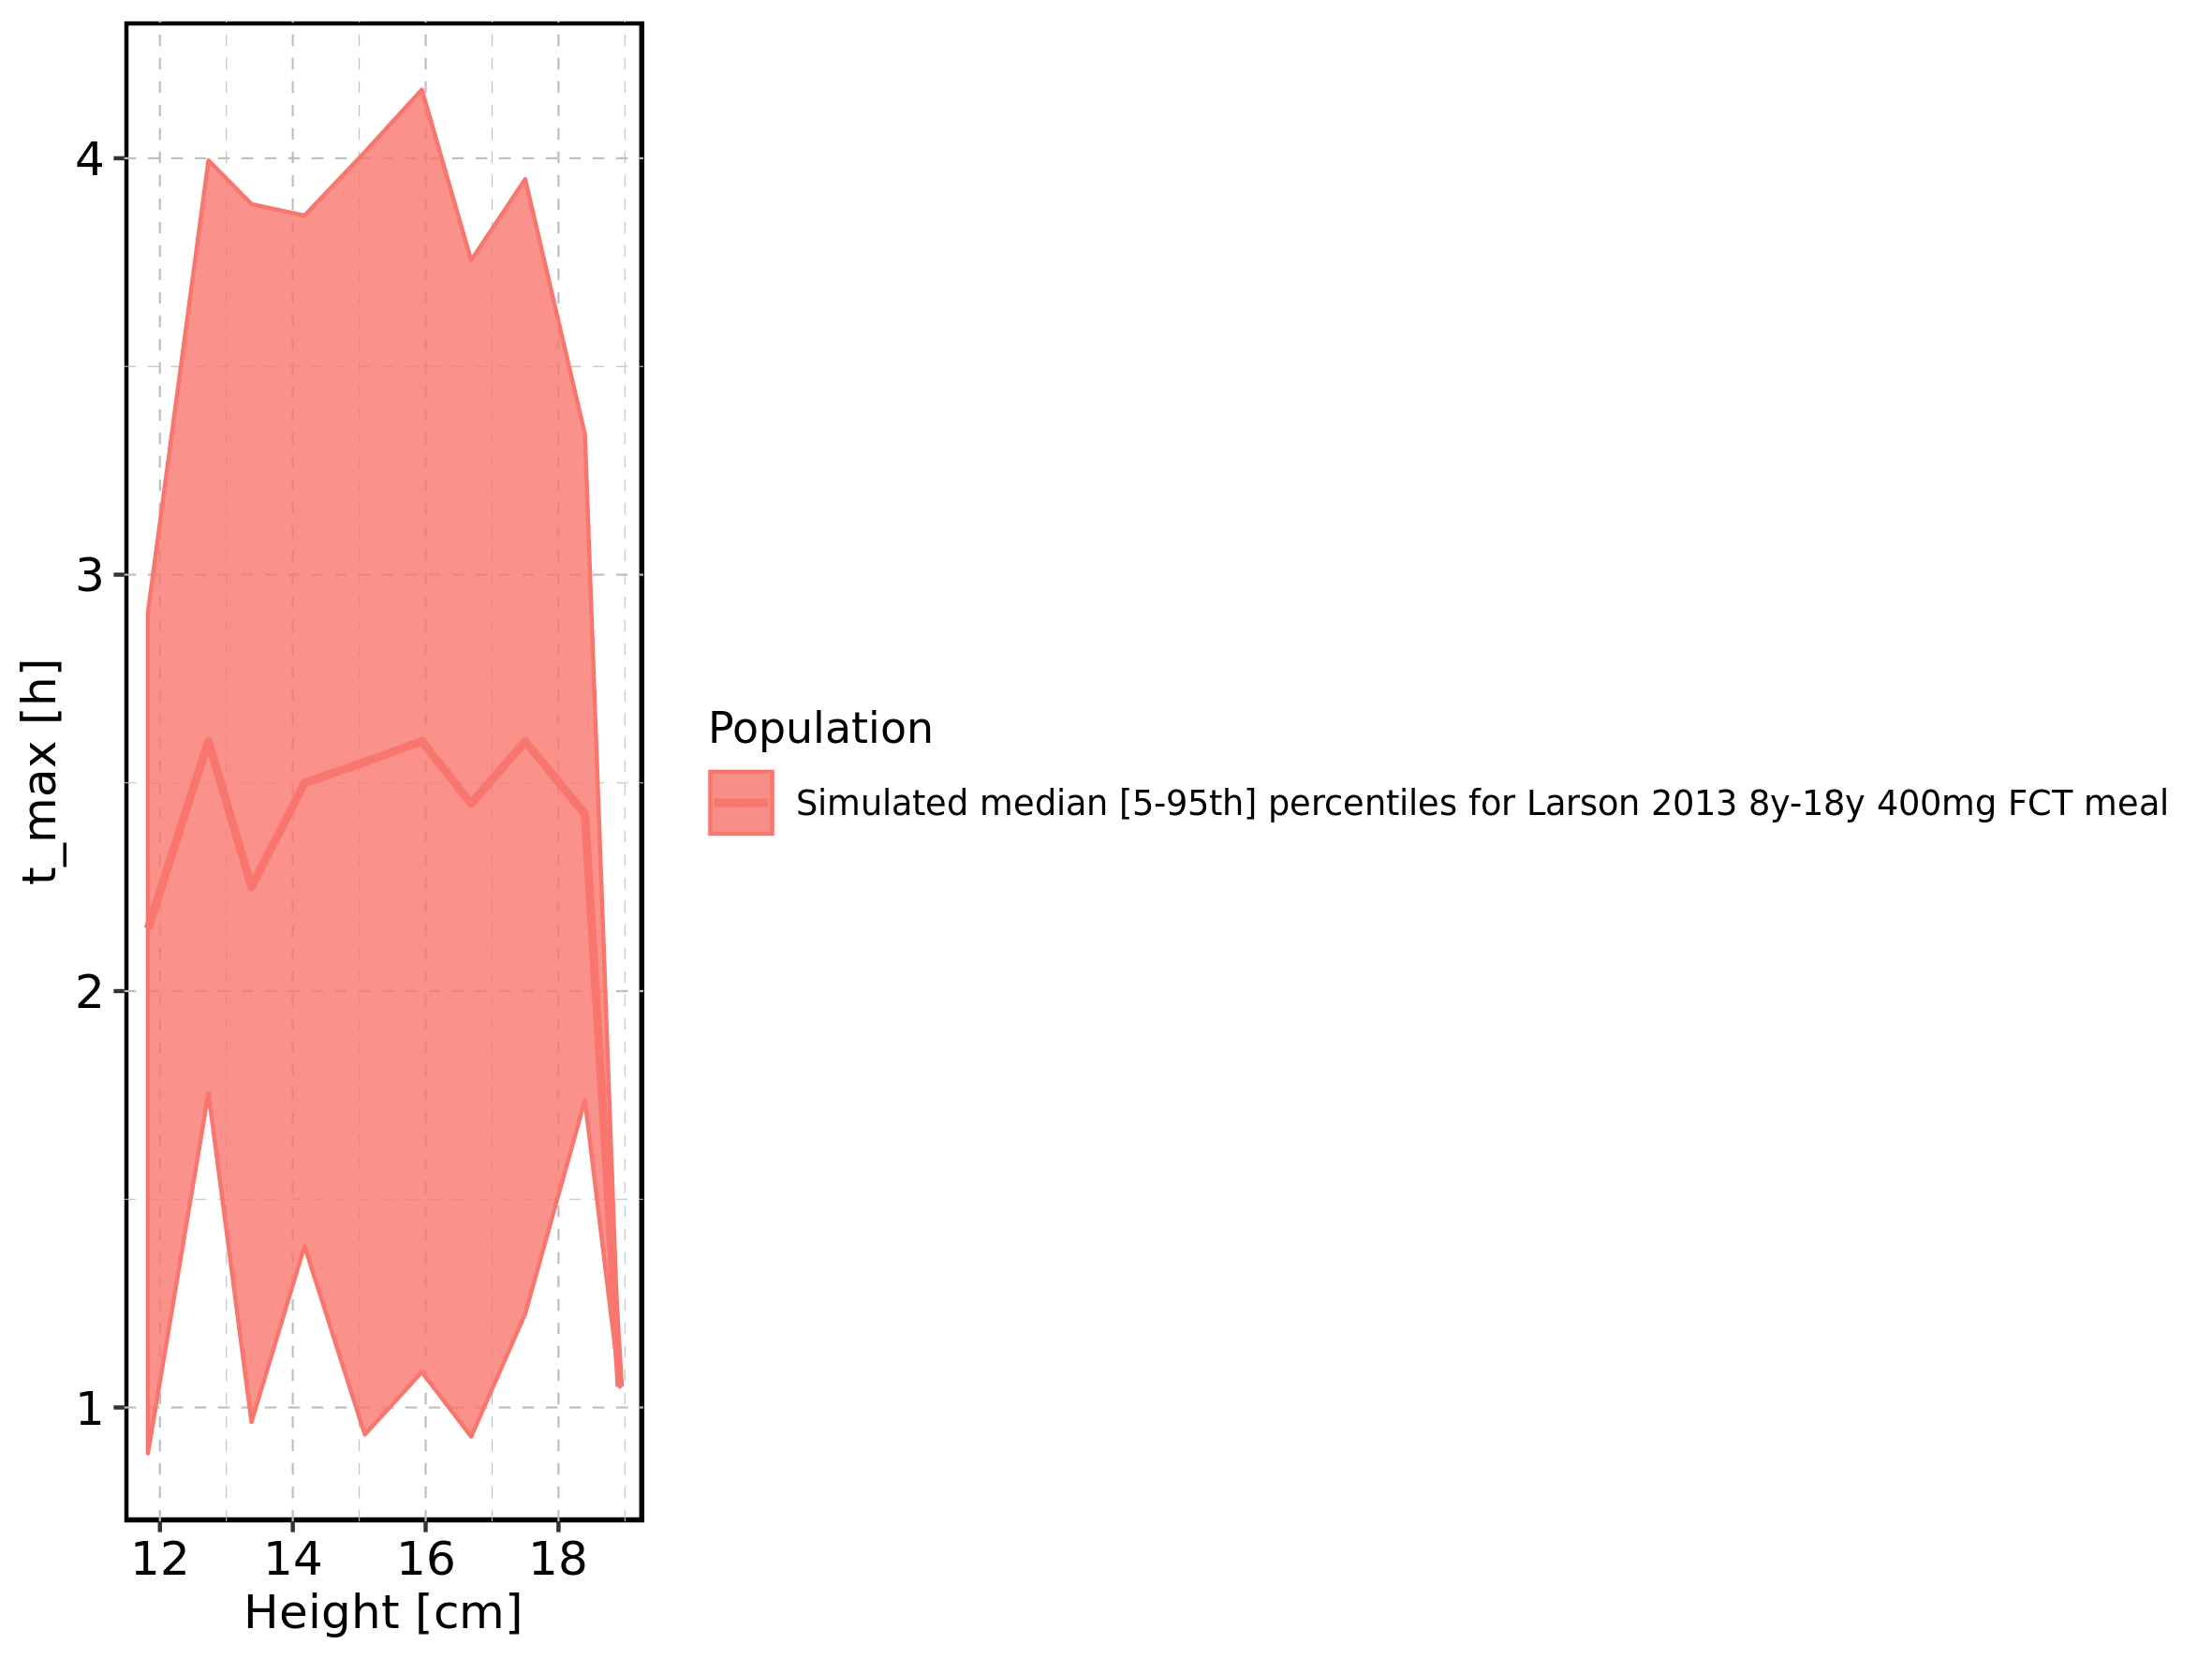 4
3
2
1
t_max [h]
12 14 16 18
Height [cm]
Population
Simulated median [5-95th] percentiles for Larson 2013 8y-18y 400mg FCT meal